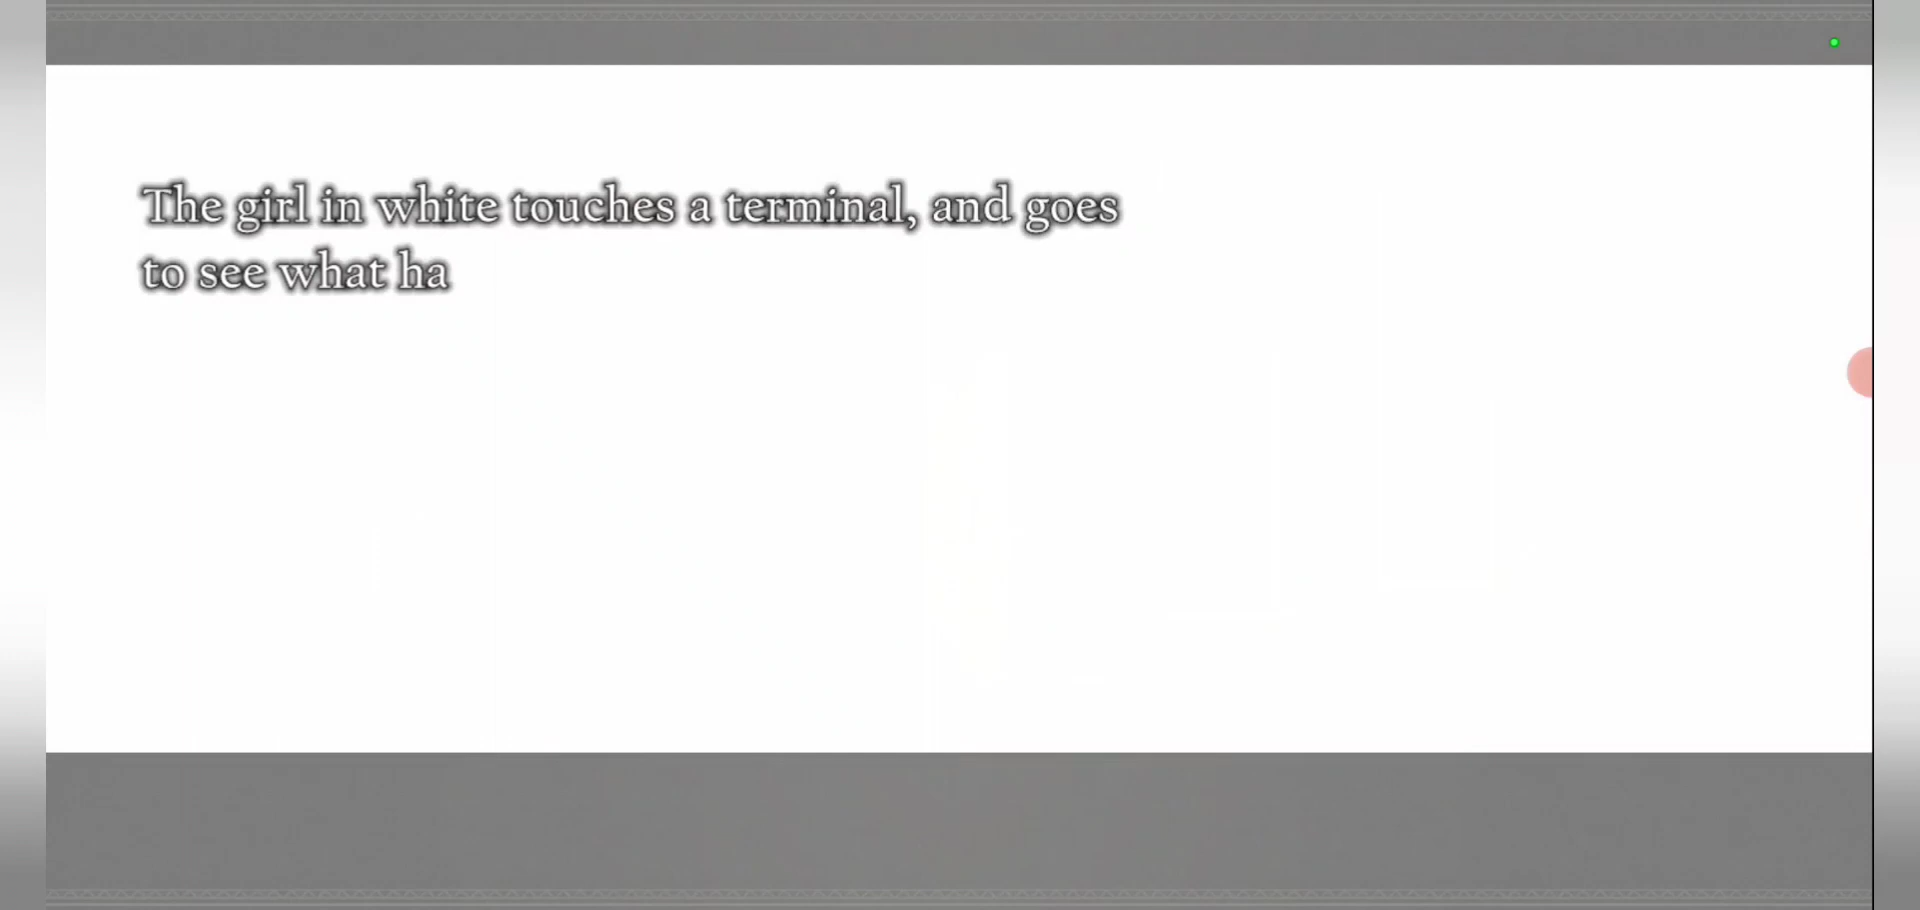 The girl in white touches a terminal, and goes
to see what ha